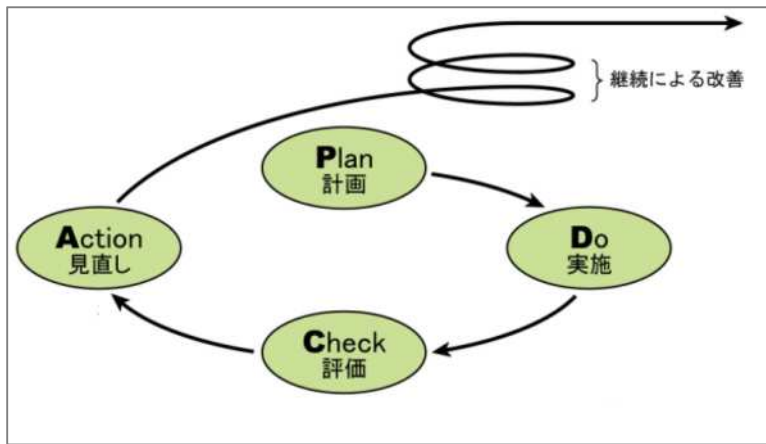 継続による改善
Plan
計画
Action
見直し
Do
実施
Check
評価